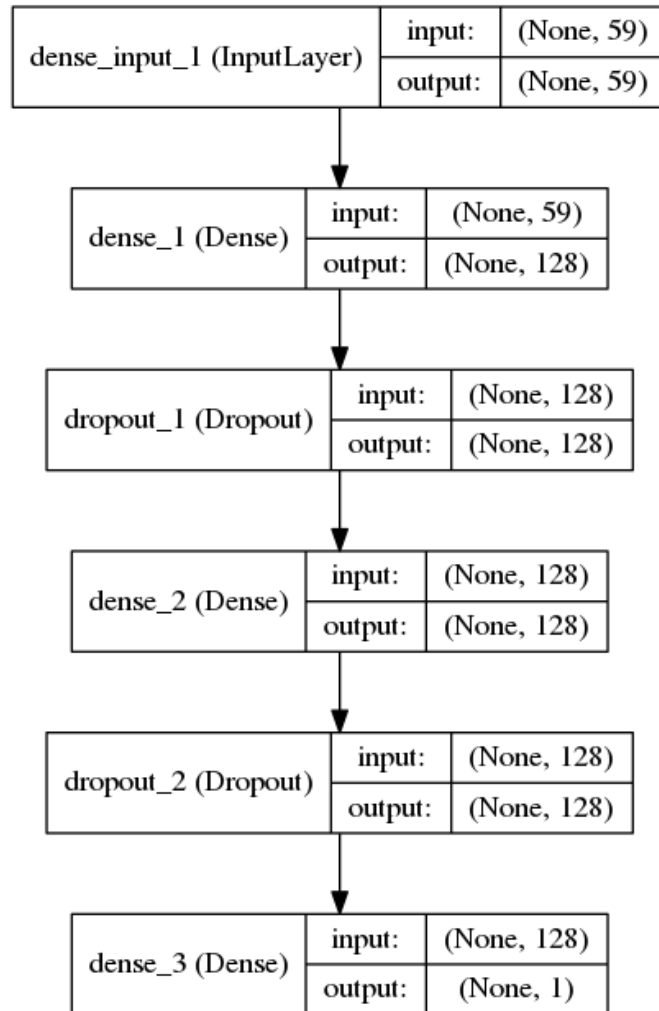 dense_input_1 (InputLayer)
input: (None, 59)
output: (None, 59)
dense_1 (Dense)
input: (None, 59)
output: (None, 128)
dropout_1 (Dropout)
input: (None, 128)
output: (None, 128)
dense_2 (Dense)
input: (None, 128)
output: (None, 128)
dropout_2 (Dropout)
input: (None, 128)
output: (None, 128)
dense_3 (Dense)
input: (None, 128)
output: (None, 1)